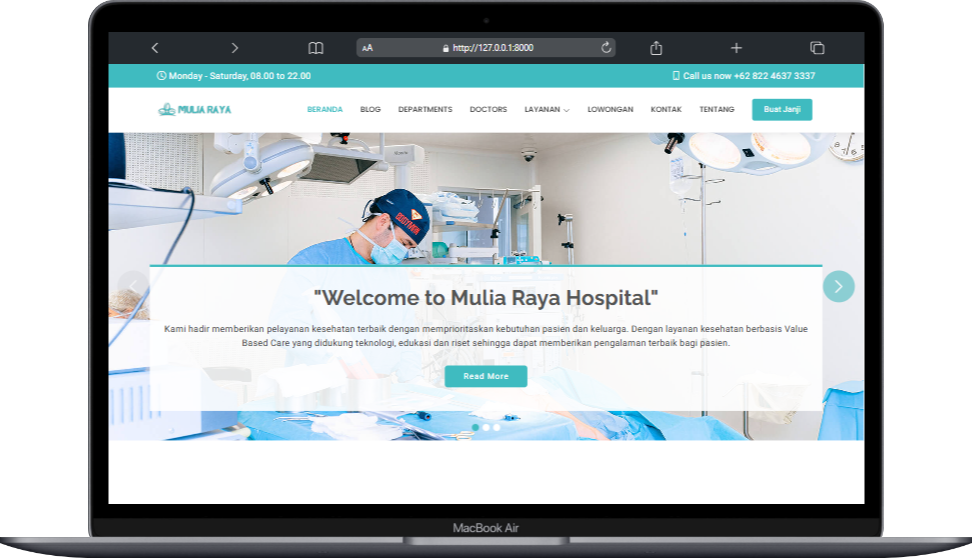 AA
http://127.0.0.1:8000
Monday - Saturday, 08.00 to 22.00
Call us now +62 822 4637 3337
MULIA RAYA
BERANDA
BLOG
DEPARTMENTS
DOCTORS
LAYANAN
LOWONGAN
KONTAK
TENTANG
Buat Janji
"Welcome to Mulia Raya Hospital"
Kami hadir memberikan pelayanan kesehatan terbaik dengan memprioritaskan kebutuhan pasien dan keluarga. Dengan layanan kesehatan berbasis Value
Based Care yang didukung teknologi, edukasi dan riset sehingga dapat memberikan pengalaman terbaik bagi pasien.
Read More
MacBook Air